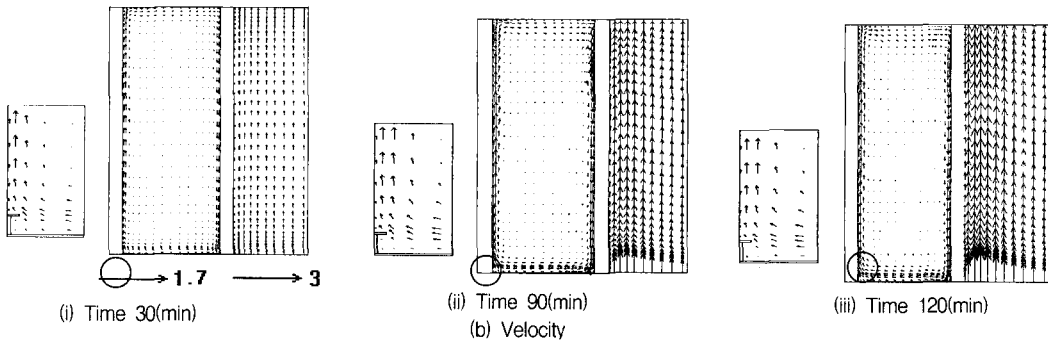 1.7 3
(i) Time 30(min)
(ii) Time 90(min)
(iii) Time 120(min)
(b) Velocity